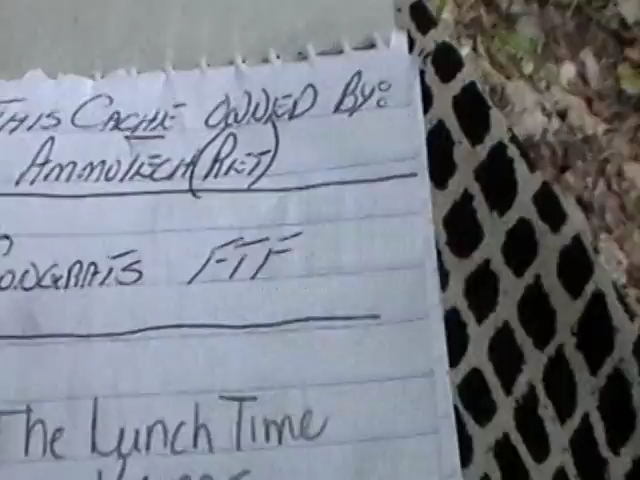 THIS CACHE OWNED BY:
AMMOTECH(RET)
CONGRATS FTF
The Lunch Time